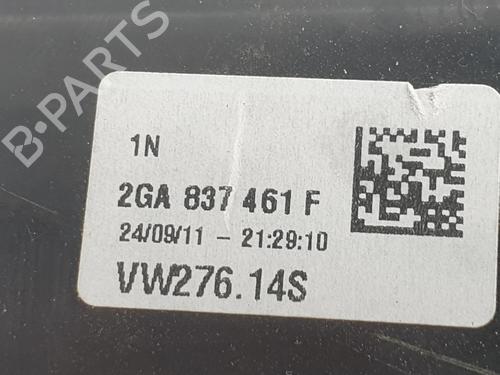 B-PARTS
1N
2GA 837 461 F
24/09/11 - 21:29:10
VW276.14S